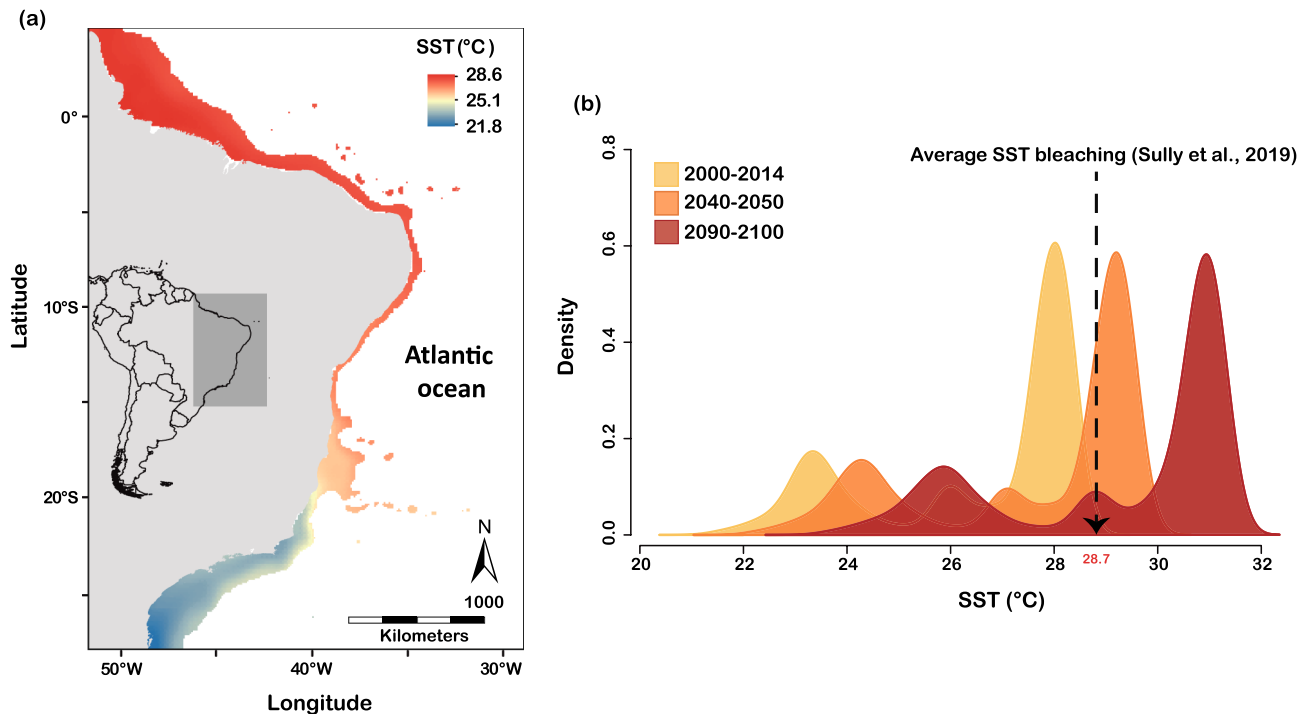 (a)
SST (°C)
28.6
25.1
21.8
0°
10°S
20°S
Latitude
Atlantic
ocean
N
1000
Kilometers
50°W
40°W
30°W
Longitude
(b)
Average SST bleaching (Sully et al., 2019)
2000-2014
2040-2050
2090-2100
0.8
0.6
0.4
0.2
0.0
Density
20
22
24
26
28
28.7
30
32
SST (°C)